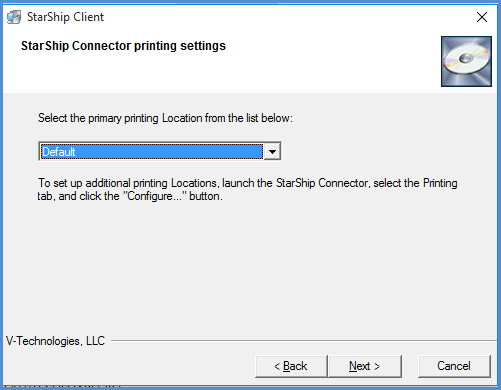 StarShip Client
StarShip Connector printing settings
Select the primary printing Location from the list below:
Default
To set up additional printing Locations, launch the StarShip Connector, select the Printing
tab, and click the "Configure..." button.
V-Technologies, LLC
< Back
Next >
Cancel